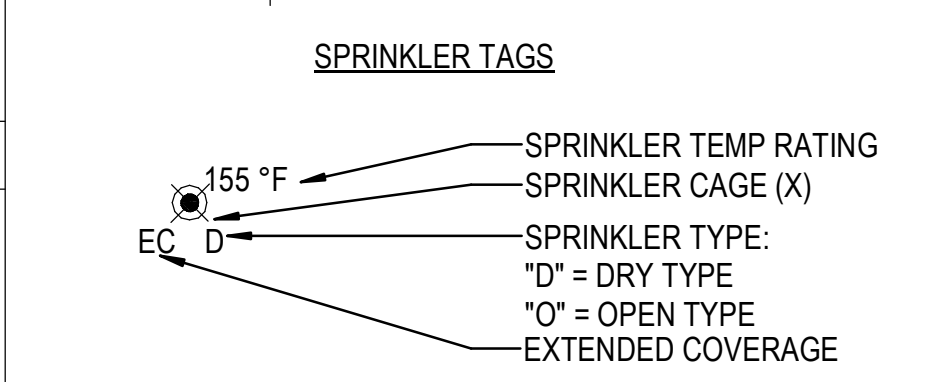 SPRINKLER TAGS
155 °F
EC D
SPRINKLER TEMP RATING
SPRINKLER CAGE (X)
SPRINKLER TYPE:
"D" = DRY TYPE
"O" = OPEN TYPE
EXTENDED COVERAGE